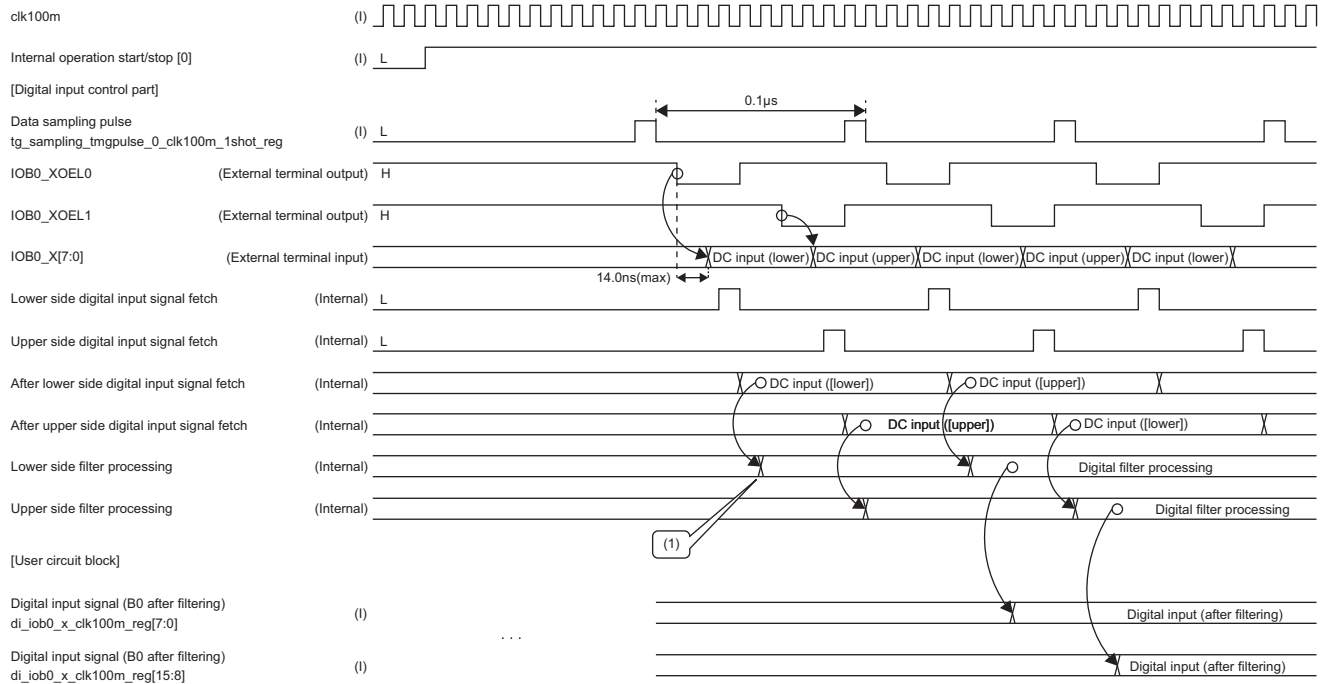 clk100m (I)
Internal operation start/stop [0] (I) L
[Digital input control part]
0.1µs
Data sampling pulse
tg_sampling_tmgpulse_0_clk100m_1shot_reg (I) L
IOB0_XOEL0 (External terminal output) H
IOB0_XOEL1 (External terminal output) H
IOB0_X[7:0] (External terminal input) DC input (lower) DC input (upper) DC input (lower) DC input (upper) DC input (lower)
14.0ns(max)
Lower side digital input signal fetch (Internal) L
Upper side digital input signal fetch (Internal) L
After lower side digital input signal fetch (Internal) DC input ([lower]) DC input ([upper])
After upper side digital input signal fetch (Internal) DC input ([upper]) DC input ([lower])
Lower side filter processing (Internal) Digital filter processing
Upper side filter processing (Internal) Digital filter processing
(1)
[User circuit block]
Digital input signal (B0 after filtering)
di_iob0_x_clk100m_reg[7:0] (I) Digital input (after filtering)
. . .
Digital input signal (B0 after filtering)
di_iob0_x_clk100m_reg[15:8] (I) Digital input (after filtering)